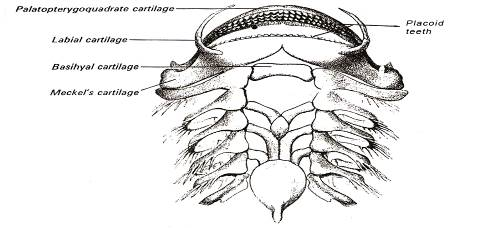 Palatopterygoquadrate cartilage
Placoid
teeth
Labial cartilage
Basihyal cartilage
Meckel's cartilage